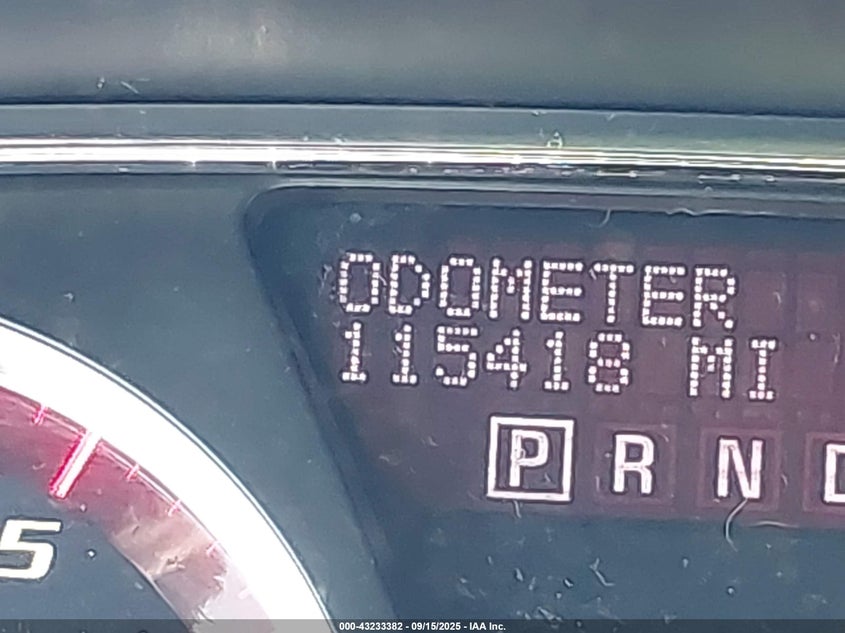 ODOMETER
115418 MI
P R N
5
000-43233382 - 09/15/2025 - IAA Inc.